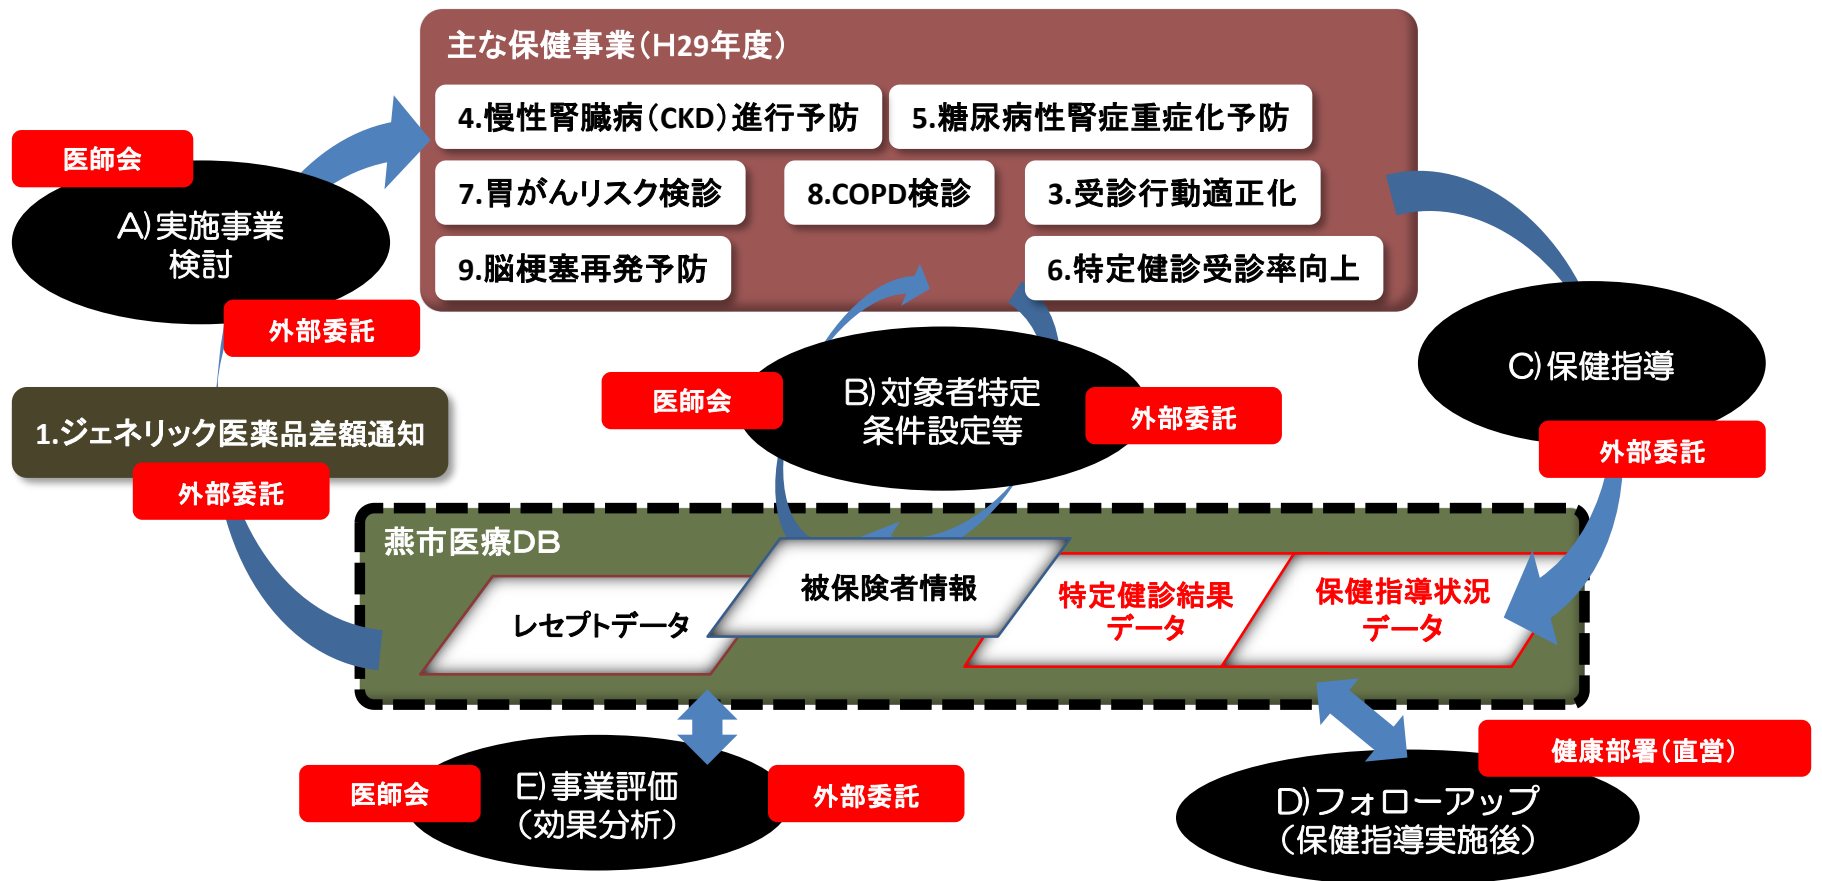 主な保健事業（H29年度）
4.慢性腎臓病（CKD）進行予防
5.糖尿病性腎症重症化予防
7.胃がんリスク検診
8.COPD検診
3.受診行動適正化
9.脳梗塞再発予防
6.特定健診受診率向上
医師会
A）実施事業
検討
外部委託
1.ジェネリック医薬品差額通知
外部委託
医師会
B）対象者特定
条件設定等
外部委託
C）保健指導
外部委託
燕市医療DB
レセプトデータ
被保険者情報
特定健診結果
データ
保健指導状況
データ
医師会
E）事業評価
（効果分析）
外部委託
健康部署（直営）
D）フォローアップ
（保健指導実施後）